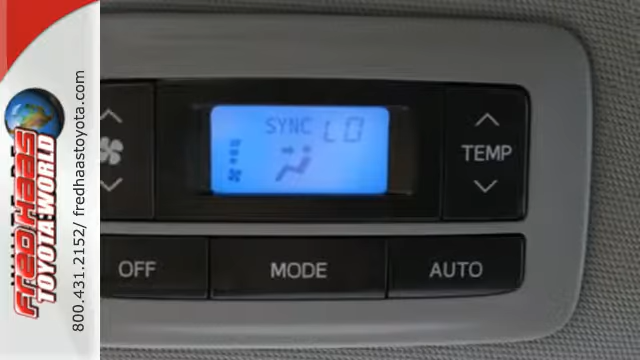 FRED HAAS
TOYOTA WORLD
800.431.2152/ fredhaastoyota.com
SYNC LO
TEMP
OFF
MODE
AUTO